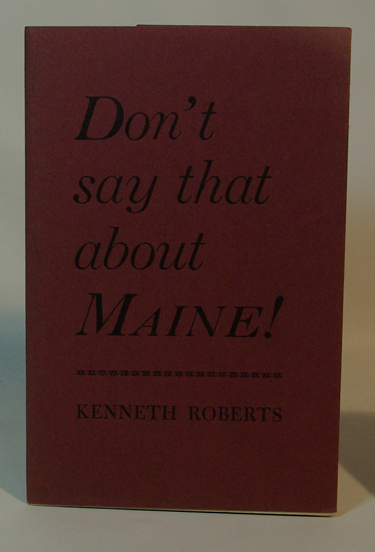 Don't
say that
about
MAINE!
KENNETH ROBERTS